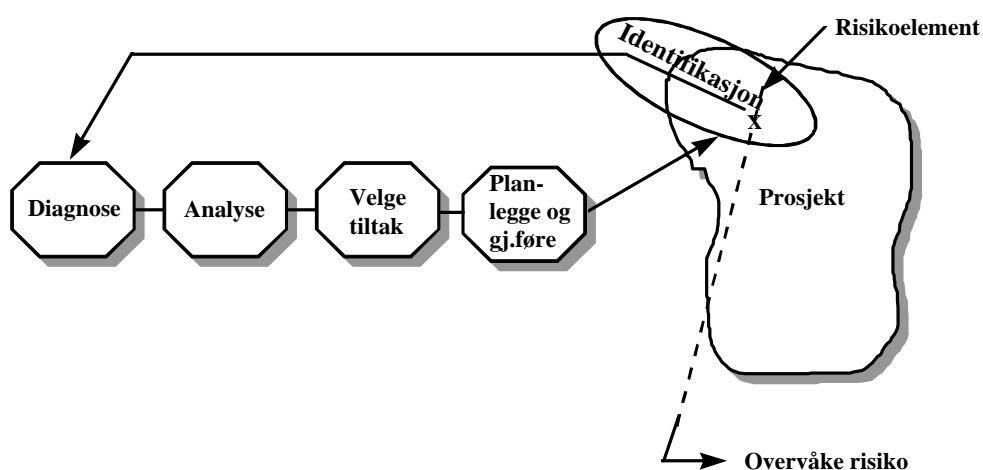 Risikoelement
Identifikasjon
x
Diagnose
Analyse
Velge
tiltak
Plan-
legge og
gj.føre
Prosjekt
Overvåke risiko